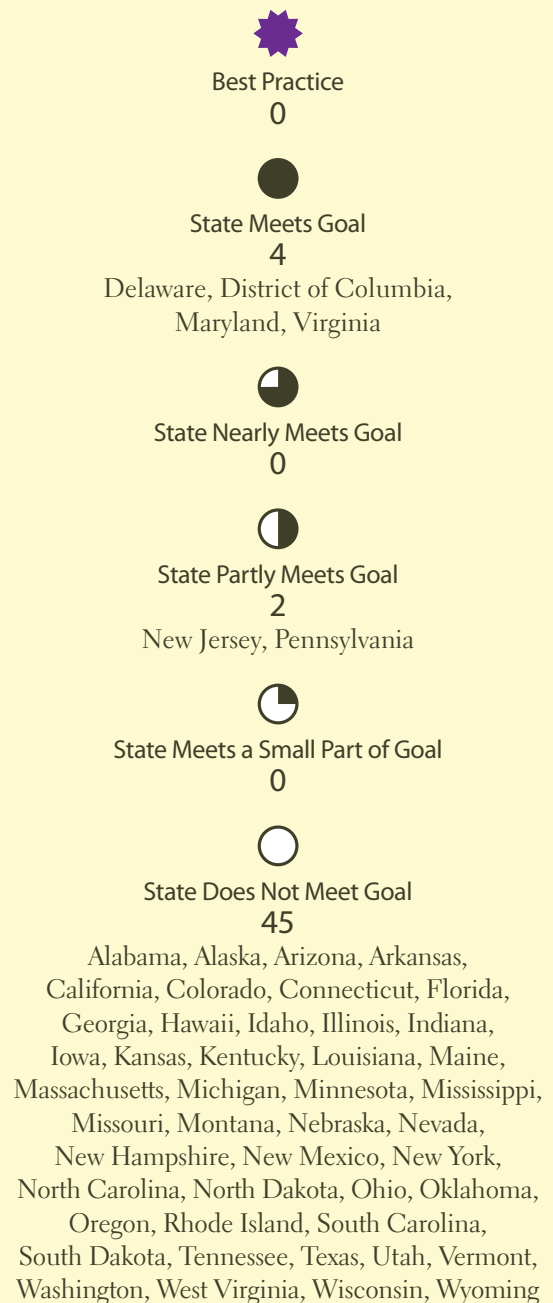 Best Practice
0
State Meets Goal
4
Delaware, District of Columbia,
Maryland, Virginia
State Nearly Meets Goal
0
State Partly Meets Goal
2
New Jersey, Pennsylvania
State Meets a Small Part of Goal
0
State Does Not Meet Goal
45
Alabama, Alaska, Arizona, Arkansas,
California, Colorado, Connecticut, Florida,
Georgia, Hawaii, Idaho, Illinois, Indiana,
Iowa, Kansas, Kentucky, Louisiana, Maine,
Massachusetts, Michigan, Minnesota, Mississippi,
Missouri, Montana, Nebraska, Nevada,
New Hampshire, New Mexico, New York,
North Carolina, North Dakota, Ohio, Oklahoma,
Oregon, Rhode Island, South Carolina,
South Dakota, Tennessee, Texas, Utah, Vermont,
Washington, West Virginia, Wisconsin, Wyoming